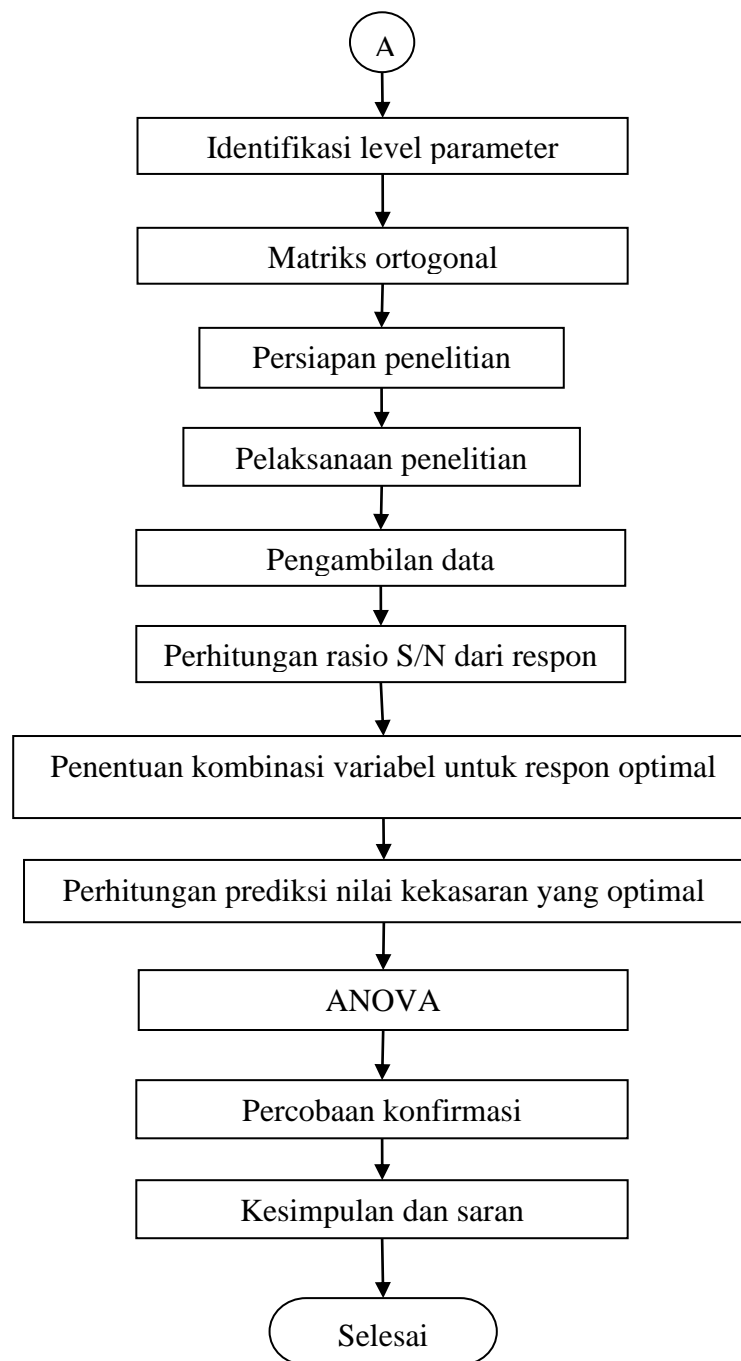 A
Identifikasi level parameter
Matriks ortogonal
Persiapan penelitian
Pelaksanaan penelitian
Pengambilan data
Perhitungan rasio S/N dari respon
Penentuan kombinasi variabel untuk respon optimal
Perhitungan prediksi nilai kekasaran yang optimal
ANOVA
Percobaan konfirmasi
Kesimpulan dan saran
Selesai